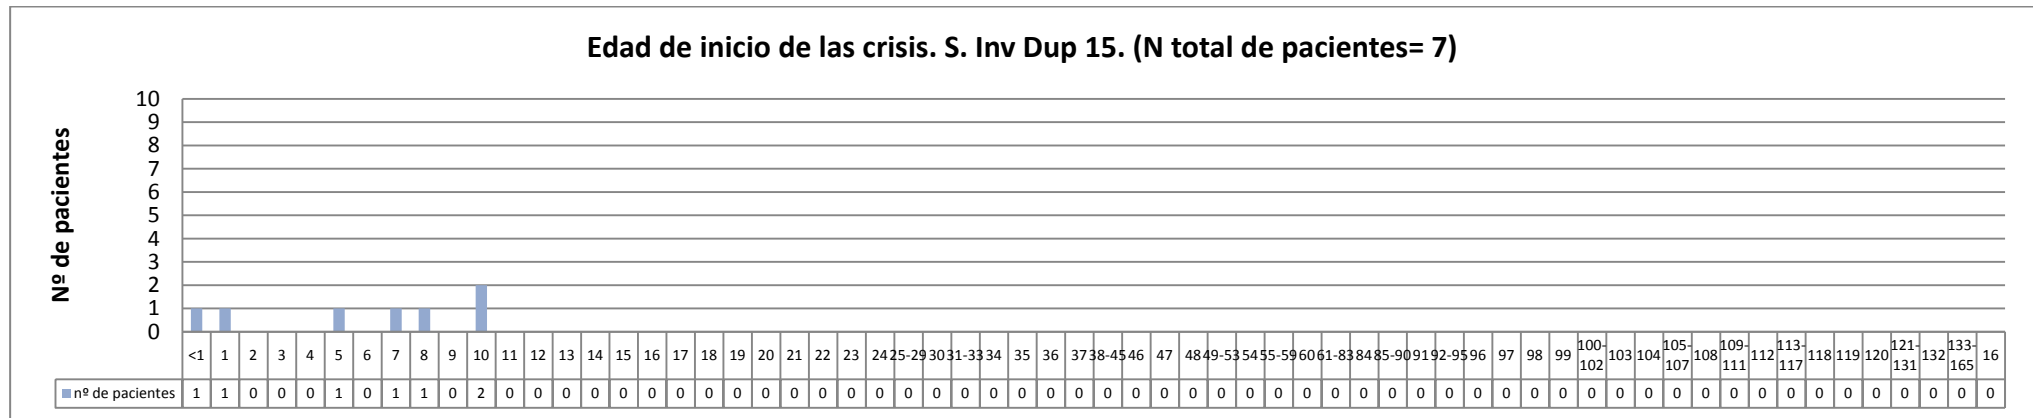 Edad de inicio de las crisis. S. Inv Dup 15. (N total de pacientes= 7)
Nº de pacientes
10
9
8
7
6
5
4
3
2
1
0
<1 1 2 3 4 5 6 7 8 9 10 11 12 13 14 15 16 17 18 19 20 21 22 23 24 25-29 30 31-33 34 35 36 37 38-45 46 47 48 49-53 54 55-59 60 61-83 84 85-90 91 92-95 96 97 98 99 100-102 103 104 105-107 108 109-111 112 113-117 118 119 120 121-131 132 133-165 16
nº de pacientes 1 1 0 0 0 1 0 1 1 0 2 0 0 0 0 0 0 0 0 0 0 0 0 0 0 0 0 0 0 0 0 0 0 0 0 0 0 0 0 0 0 0 0 0 0 0 0 0 0 0 0 0 0 0 0 0 0 0 0 0 0 0 0 0